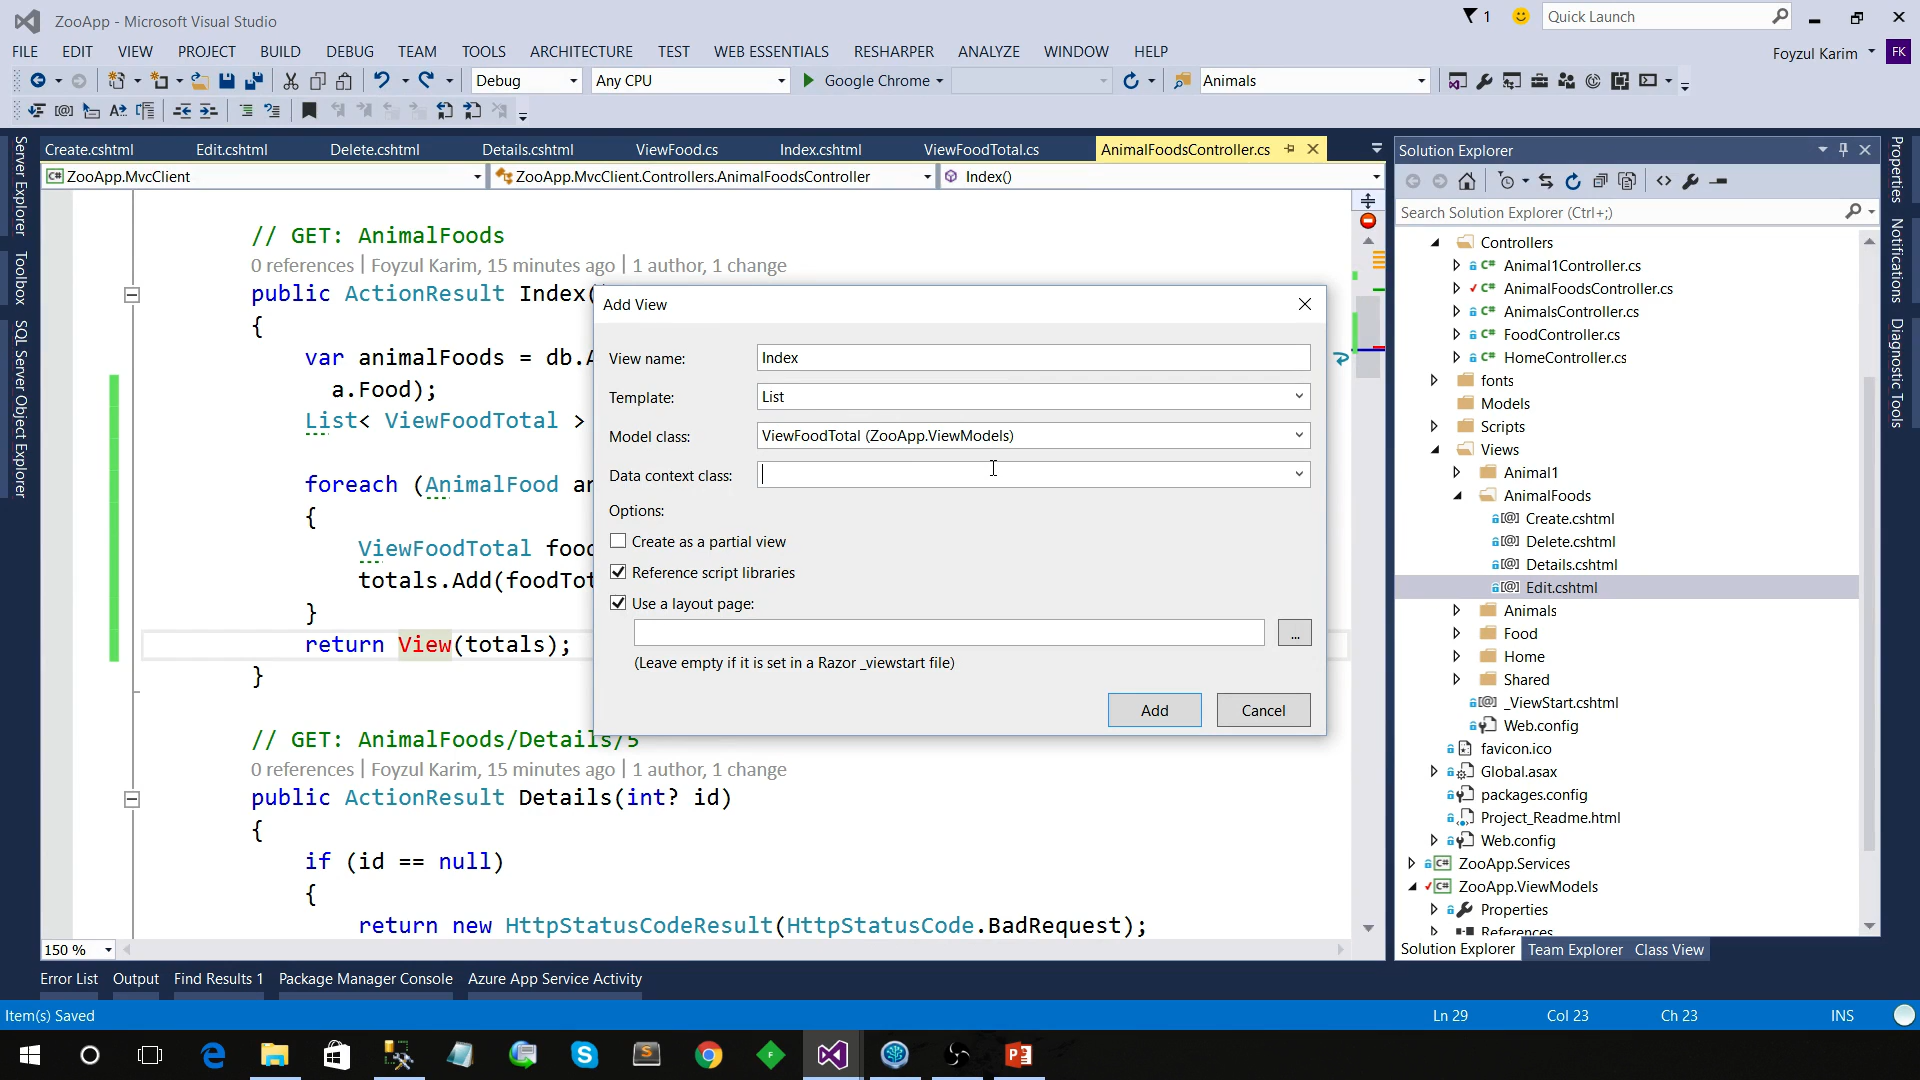 ZooApp - Microsoft Visual Studio
1
Quick Launch
FILE EDIT VIEW PROJECT BUILD DEBUG TEAM TOOLS ARCHITECTURE TEST WEB ESSENTIALS RESHARPER ANALYZE WINDOW HELP
Foyzul Karim FK
Debug Any CPU Google Chrome Animals
Create.cshtml Edit.cshtml Delete.cshtml Details.cshtml ViewFood.cs Index.cshtml ViewFoodTotal.cs AnimalFoodsController.cs
ZooApp.MvcClient ZooApp.MvcClient.Controllers.AnimalFoodsController Index()
Server Explorer
Toolbox
SQL Server Object Explorer
// GET: AnimalFoods
0 references | Foyzul Karim, 15 minutes ago | 1 author, 1 change
public ActionResult Index(
{
var animalFoods = db.A
a.Food);
List< ViewFoodTotal >
foreach (AnimalFood an
{
ViewFoodTotal food
totals.Add(foodTot
}
return View(totals);
}
// GET: AnimalFoods/Details/5
0 references | Foyzul Karim, 15 minutes ago | 1 author, 1 change
public ActionResult Details(int? id)
{
if (id == null)
{
return new HttpStatusCodeResult(HttpStatusCode.BadRequest);
150 %
Add View
View name: Index
Template: List
Model class: ViewFoodTotal (ZooApp.ViewModels)
Data context class:
Options:
Create as a partial view
Reference script libraries
Use a layout page:
...
(Leave empty if it is set in a Razor _viewstart file)
Add Cancel
Solution Explorer
Search Solution Explorer (Ctrl+;)
Controllers
Animal1Controller.cs
AnimalFoodsController.cs
AnimalsController.cs
FoodController.cs
HomeController.cs
fonts
Models
Scripts
Views
Animal1
AnimalFoods
Create.cshtml
Delete.cshtml
Details.cshtml
Edit.cshtml
Animals
Food
Home
Shared
_ViewStart.cshtml
Web.config
favicon.ico
Global.asax
packages.config
Project_Readme.html
Web.config
ZooApp.Services
ZooApp.ViewModels
Properties
References
Solution Explorer Team Explorer Class View
Properties
Notifications
Diagnostic Tools
Error List Output Find Results 1 Package Manager Console Azure App Service Activity
Item(s) Saved Ln 29 Col 23 Ch 23 INS